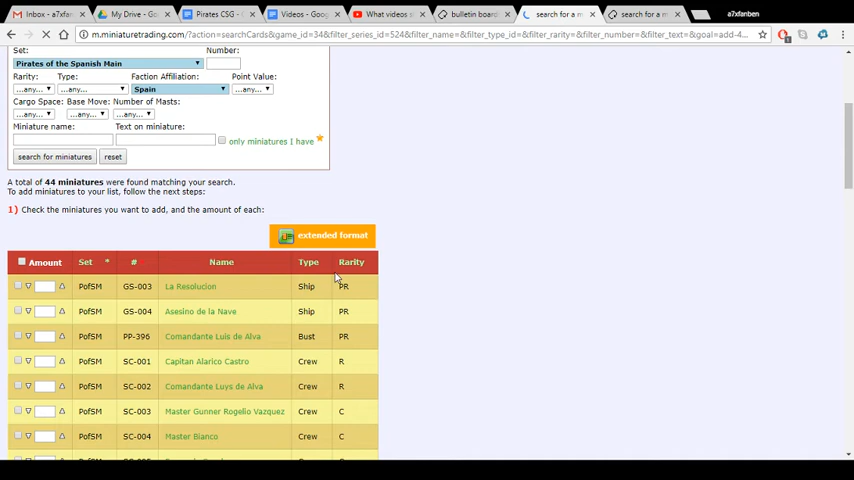 Inbox - a7xfanben
My Drive - Google
Pirates CSG -
Videos - Goog
What videos s
bulletin board
search for a m
search for a m
a7xfanben
m.miniaturetrading.com/?action=searchCards&game_id=34&filter_series_id=524&filter_name=&filter_type_id=&filter_rarity=&filter_number=&filter_text=&goal=add-4...
Set: Number:
Pirates of the Spanish Main
Rarity: Type: Faction Affiliation: Point Value:
...any... ...any... Spain ...any...
Cargo Space: Base Move: Number of Masts:
...any... ...any... ...any...
Miniature name: Text on miniature:
only miniatures I have
search for miniatures reset
A total of 44 miniatures were found matching your search.
To add miniatures to your list, follow the next steps:
1) Check the miniatures you want to add, and the amount of each:
extended format
Amount Set * # Name Type Rarity
PofSM GS-003 La Resolucion Ship PR
PofSM GS-004 Asesino de la Nave Ship PR
PofSM PP-396 Comandante Luis de Alva Bust PR
PofSM SC-001 Capitan Alarico Castro Crew R
PofSM SC-002 Comandante Luys de Alva Crew R
PofSM SC-003 Master Gunner Rogelio Vazquez Crew C
PofSM SC-004 Master Bianco Crew C